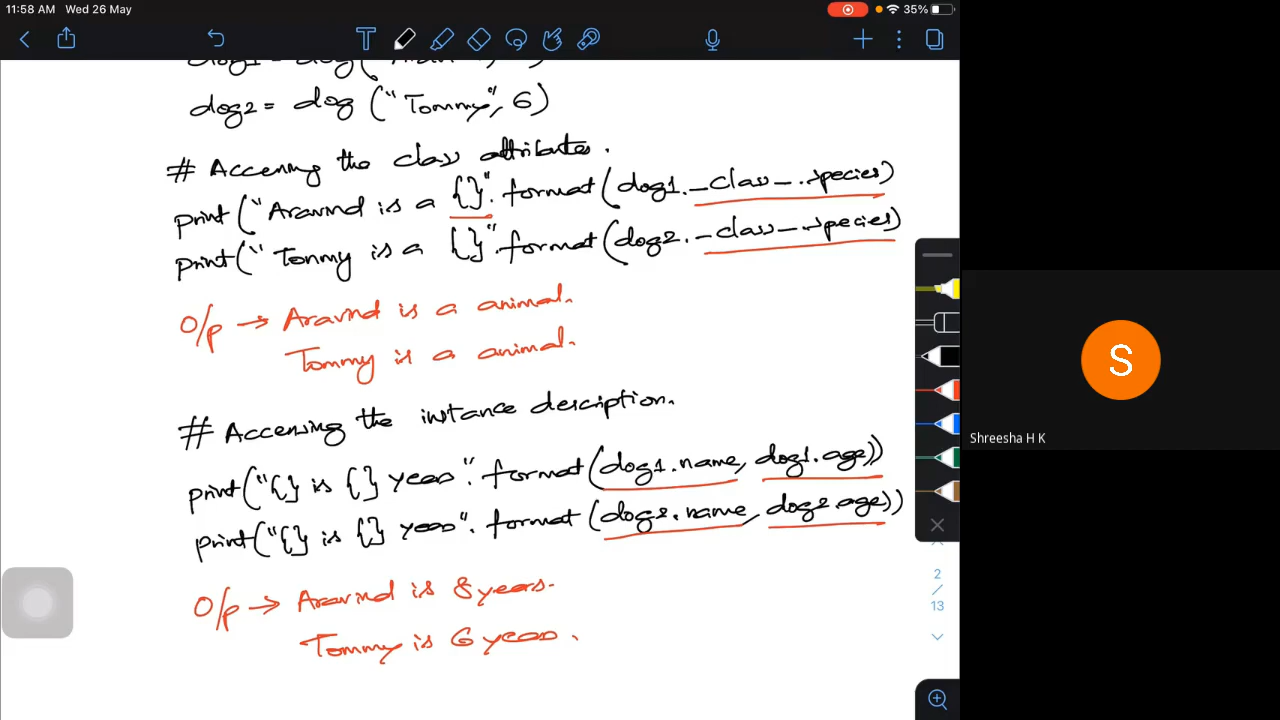 11:58 AM Wed 26 May
35%
dog1 = dog
dog2 = dog ("Tommy", 6)
# Accessing the class attributes.
print ("Aravind is a {}". format (dog1.__class__.species)
print ("Tommy is a {}". format (dog2.__class__.species)
O/p → Aravind is a animal.
Tommy is a animal.
# Accessing the instance description.
print ("{} is {} years". format (dog1.name, dog1.age))
print ("{} is {} years". format (dog2.name, dog2.age))
O/p → Aravind is 8 years.
Tommy is 6 years.
2
/
13
S
Shreesha H K